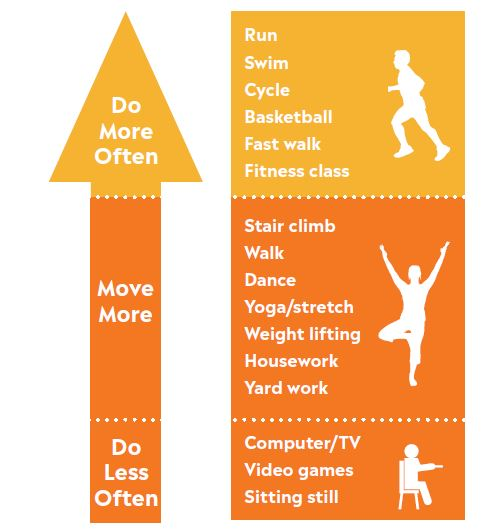 Do
More
Often
Run
Swim
Cycle
Basketball
Fast walk
Fitness class
Move
More
Stair climb
Walk
Dance
Yoga/stretch
Weight lifting
Housework
Yard work
Do
Less
Often
Computer/TV
Video games
Sitting still